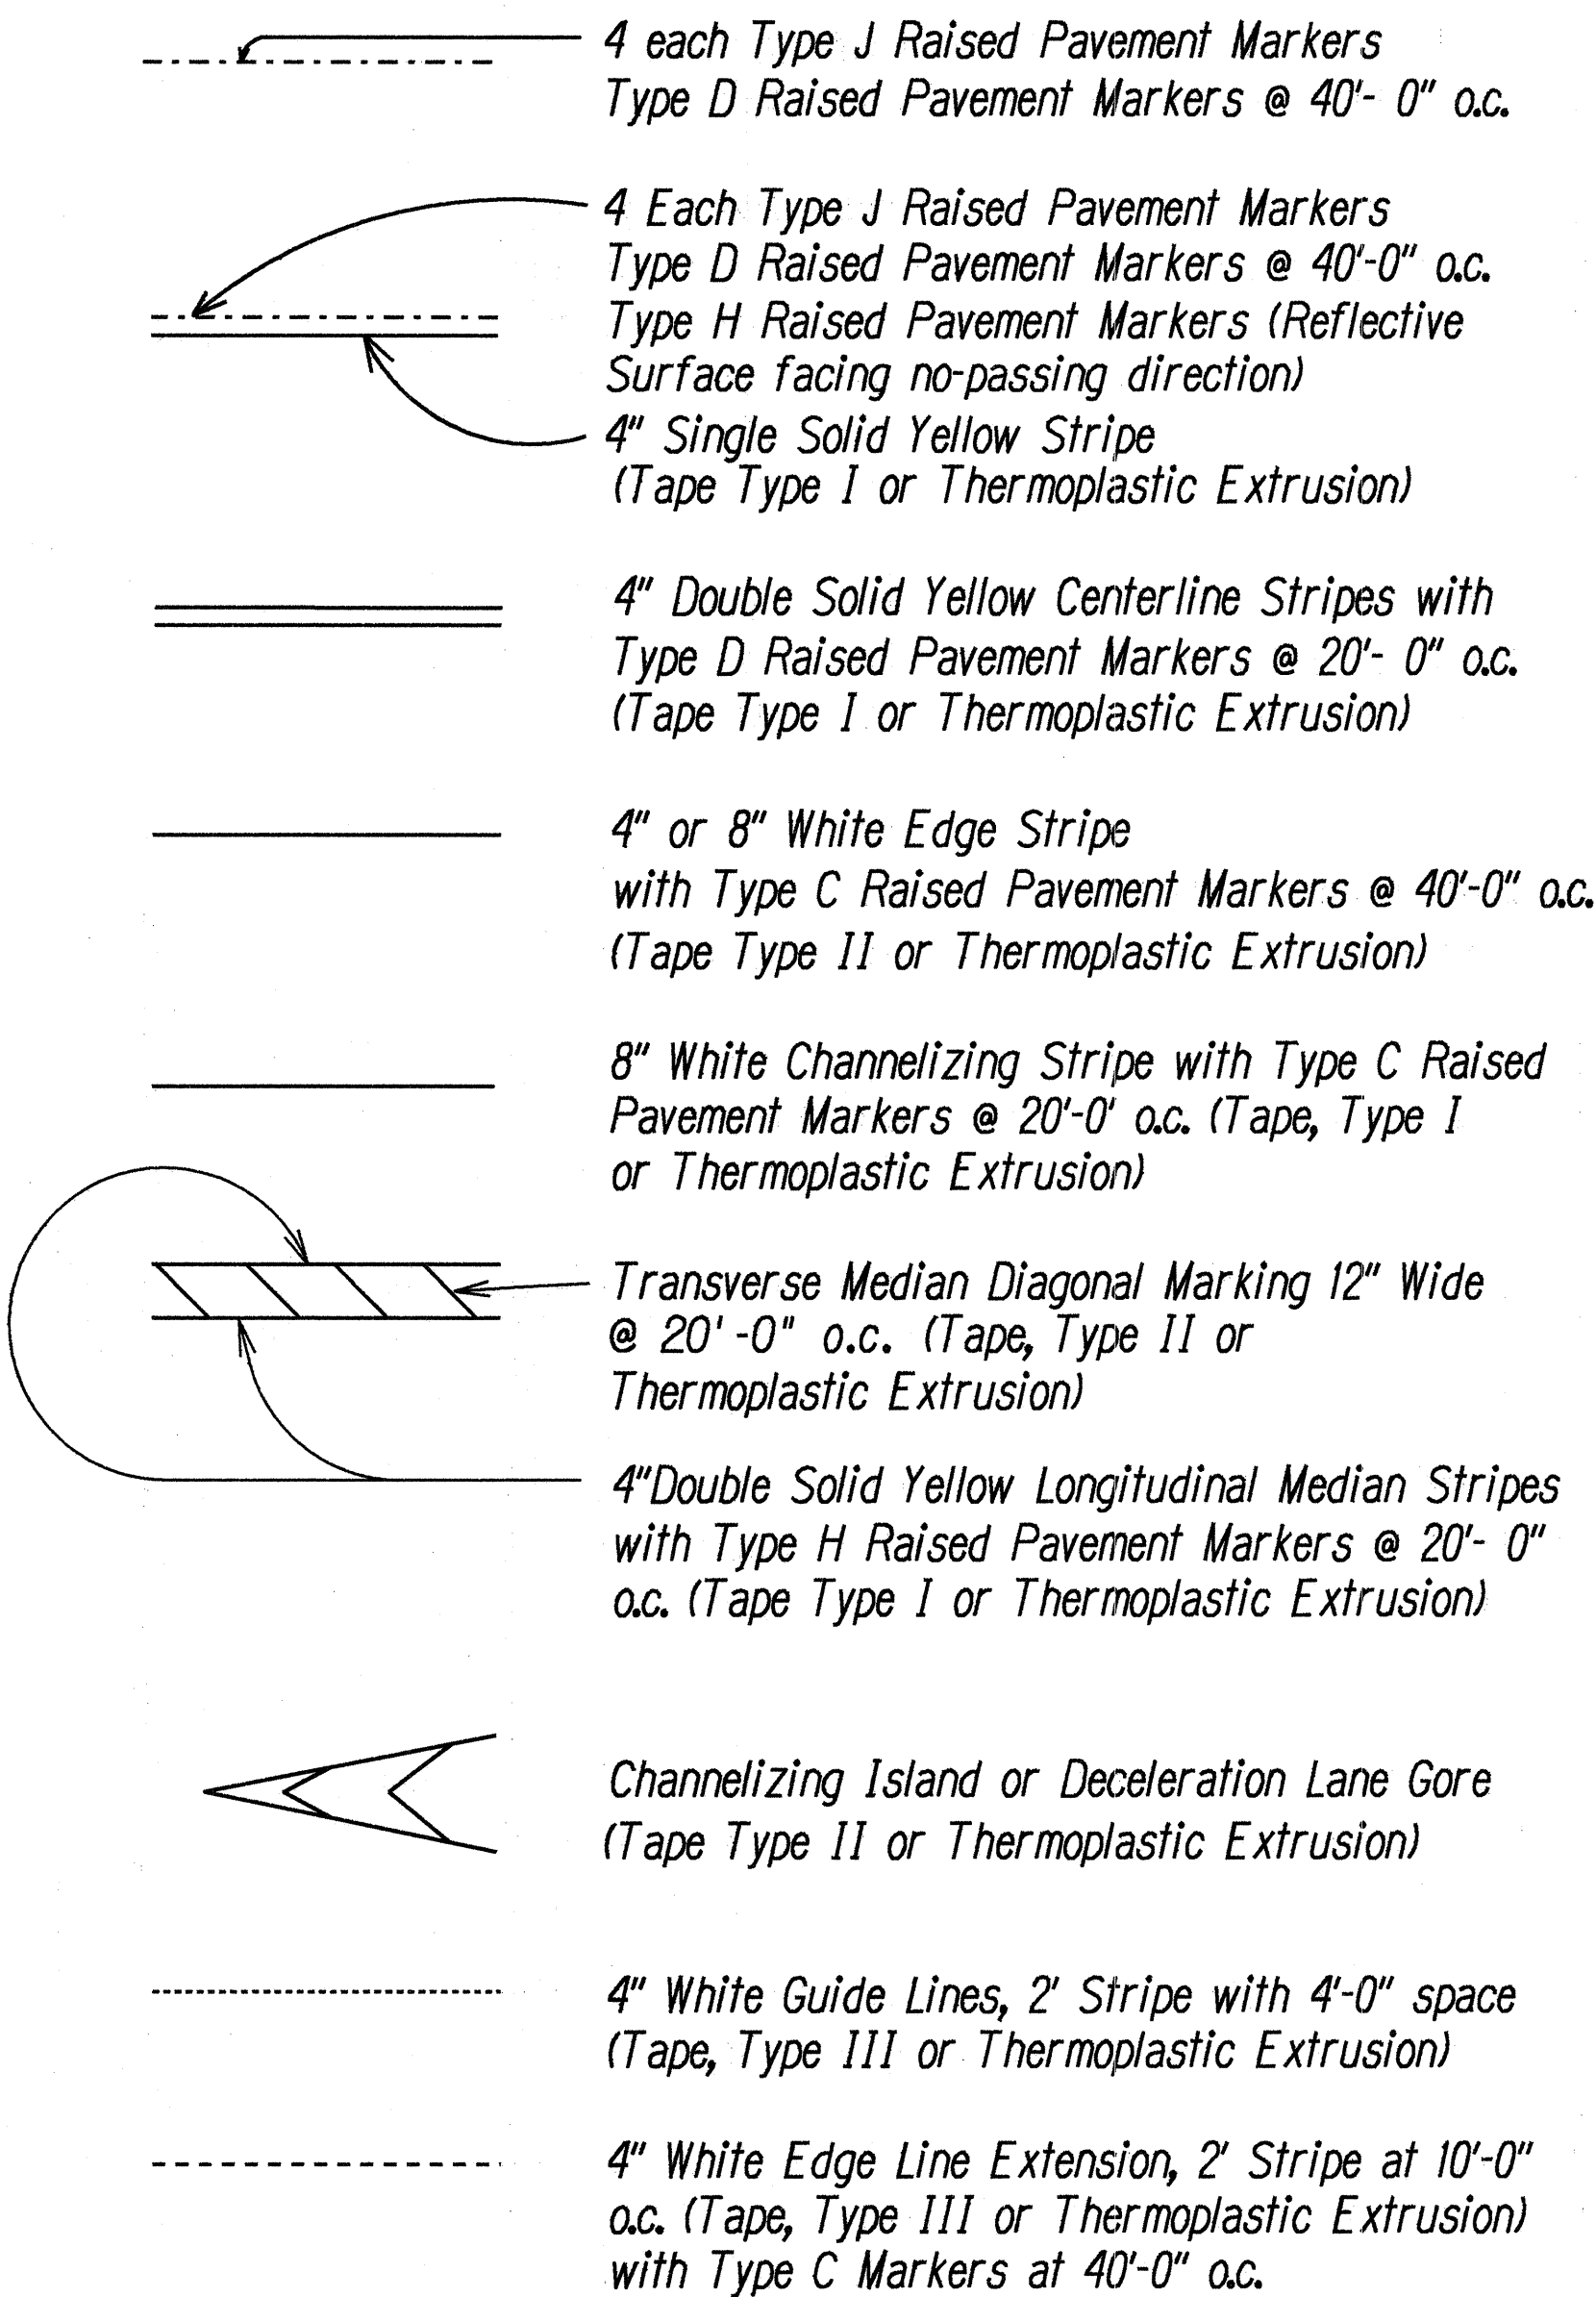 4 each Type J Raised Pavement Markers
Type D Raised Pavement Markers @ 40'- 0" o.c.
4 Each Type J Raised Pavement Markers
Type D Raised Pavement Markers @ 40'-0" o.c.
Type H Raised Pavement Markers (Reflective
Surface facing no-passing direction)
4" Single Solid Yellow Stripe
(Tape Type I or Thermoplastic Extrusion)
4" Double Solid Yellow Centerline Stripes with
Type D Raised Pavement Markers @ 20'- 0" o.c.
(Tape Type I or Thermoplastic Extrusion)
4" or 8" White Edge Stripe
with Type C Raised Pavement Markers @ 40'-0" o.c.
(Tape Type II or Thermoplastic Extrusion)
8" White Channelizing Stripe with Type C Raised
Pavement Markers @ 20'-0' o.c. (Tape, Type I
or Thermoplastic Extrusion)
Transverse Median Diagonal Marking 12" Wide
@ 20'-0" o.c. (Tape, Type II or
Thermoplastic Extrusion)
4"Double Solid Yellow Longitudinal Median Stripes
with Type H Raised Pavement Markers @ 20'- 0"
o.c. (Tape Type I or Thermoplastic Extrusion)
Channelizing Island or Deceleration Lane Gore
(Tape Type II or Thermoplastic Extrusion)
4" White Guide Lines, 2' Stripe with 4'-0" space
(Tape, Type III or Thermoplastic Extrusion)
4" White Edge Line Extension, 2' Stripe at 10'-0"
o.c. (Tape, Type III or Thermoplastic Extrusion)
with Type C Markers at 40'-0" o.c.